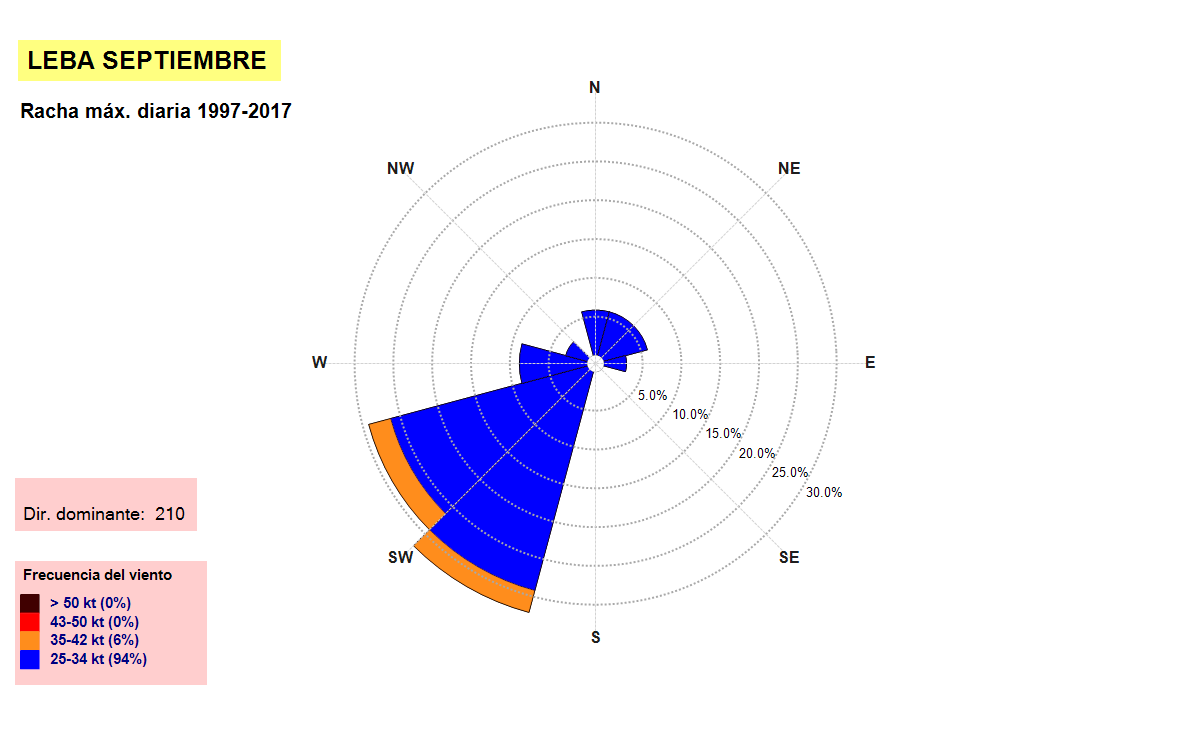 LEBA SEPTIEMBRE
Racha máx. diaria 1997-2017
N
NW
NE
W
E
5.0%
10.0%
15.0%
20.0%
25.0%
30.0%
SW
SE
S
Dir. dominante: 210
Frecuencia del viento
> 50 kt (0%)
43-50 kt (0%)
35-42 kt (6%)
25-34 kt (94%)